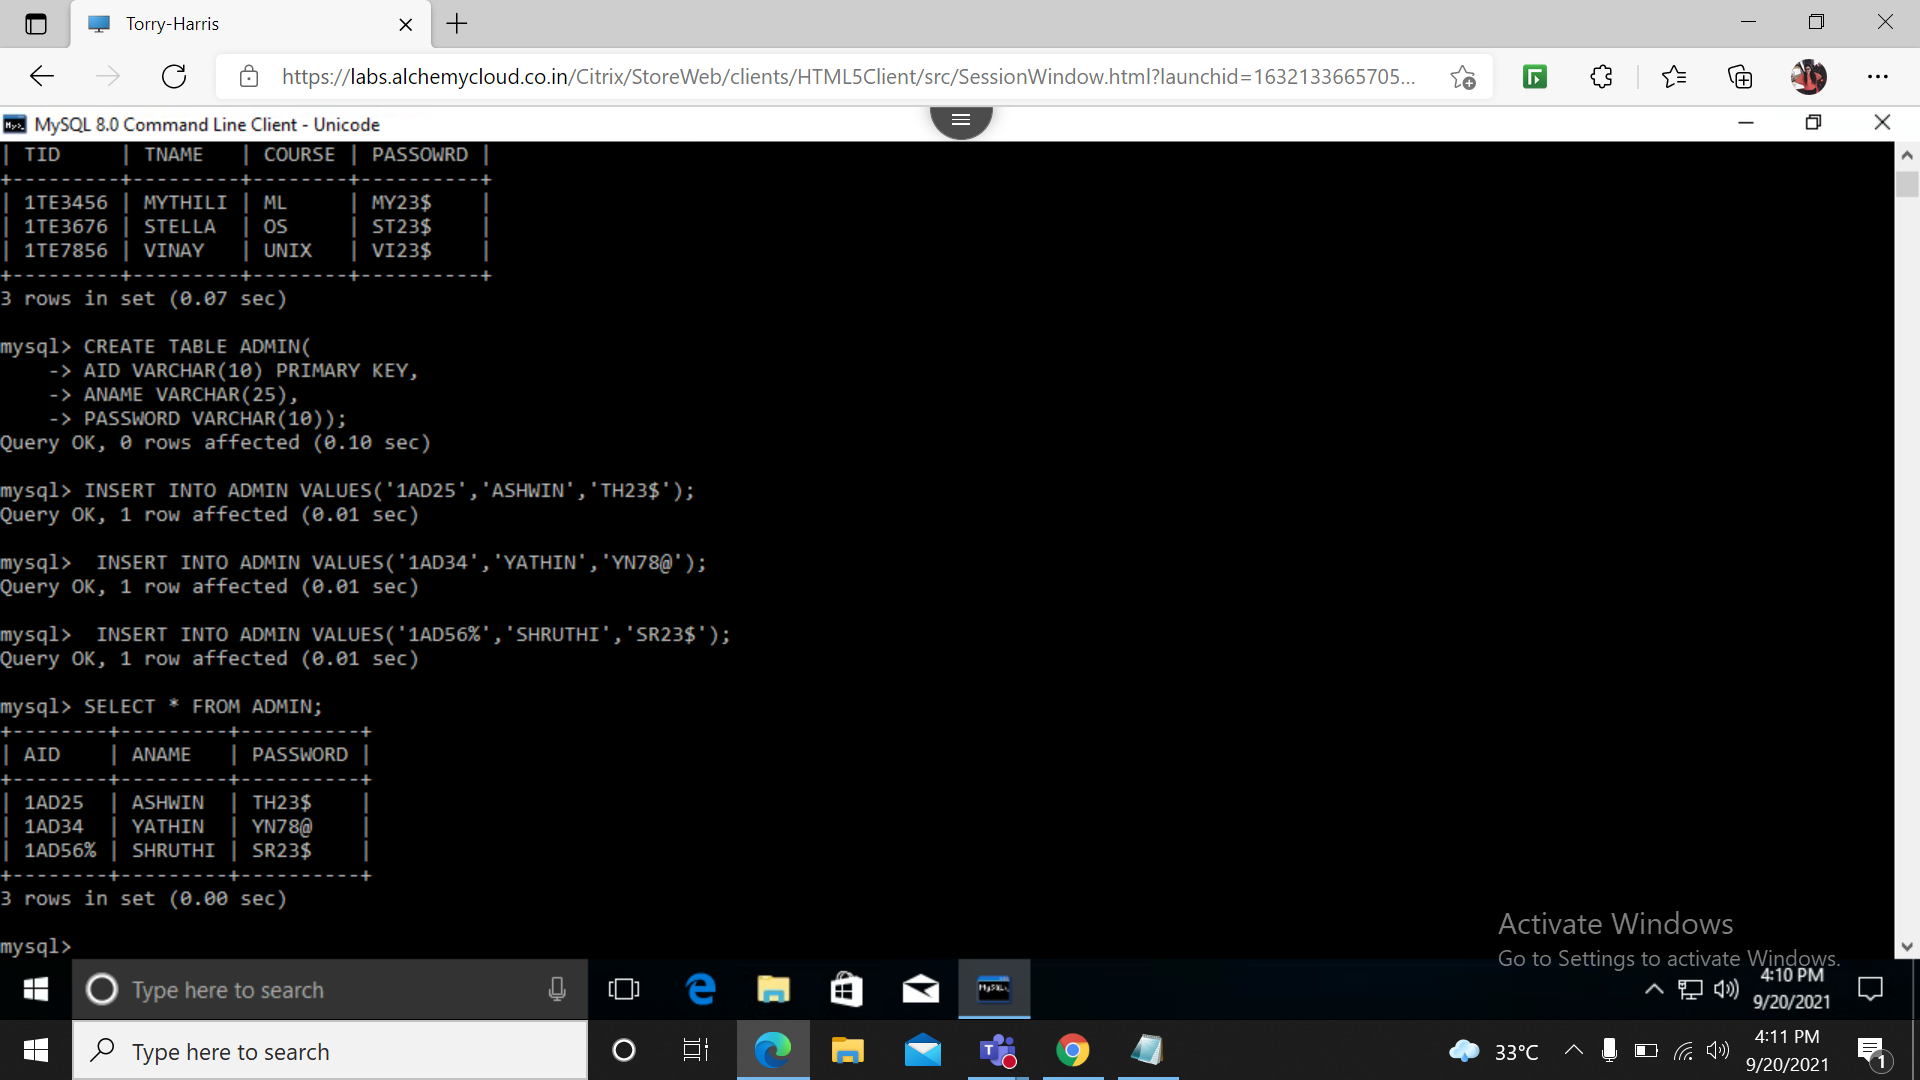 Torry-Harris
https://labs.alchemycloud.co.in/Citrix/StoreWeb/clients/HTML5Client/src/SessionWindow.html?launchid=1632133665705...
MySQL 8.0 Command Line Client - Unicode
| TID     | TNAME   | COURSE | PASSOWRD |
+---------+---------+--------+----------+
| 1TE3456 | MYTHILI | ML     | MY23$    |
| 1TE3676 | STELLA  | OS     | ST23$    |
| 1TE7856 | VINAY   | UNIX   | VI23$    |
+---------+---------+--------+----------+
3 rows in set (0.07 sec)
mysql> CREATE TABLE ADMIN(
    -> AID VARCHAR(10) PRIMARY KEY,
    -> ANAME VARCHAR(25),
    -> PASSWORD VARCHAR(10));
Query OK, 0 rows affected (0.10 sec)
mysql> INSERT INTO ADMIN VALUES('1AD25','ASHWIN','TH23$');
Query OK, 1 row affected (0.01 sec)
mysql>  INSERT INTO ADMIN VALUES('1AD34','YATHIN','YN78@');
Query OK, 1 row affected (0.01 sec)
mysql>  INSERT INTO ADMIN VALUES('1AD56%','SHRUTHI','SR23$');
Query OK, 1 row affected (0.01 sec)
mysql> SELECT * FROM ADMIN;
+--------+---------+----------+
| AID    | ANAME   | PASSWORD |
+--------+---------+----------+
| 1AD25  | ASHWIN  | TH23$    |
| 1AD34  | YATHIN  | YN78@    |
| 1AD56% | SHRUTHI | SR23$    |
+--------+---------+----------+
3 rows in set (0.00 sec)
mysql>
Activate Windows
Go to Settings to activate Windows.
Type here to search
4:10 PM
9/20/2021
Type here to search
33°C
4:11 PM
9/20/2021
1